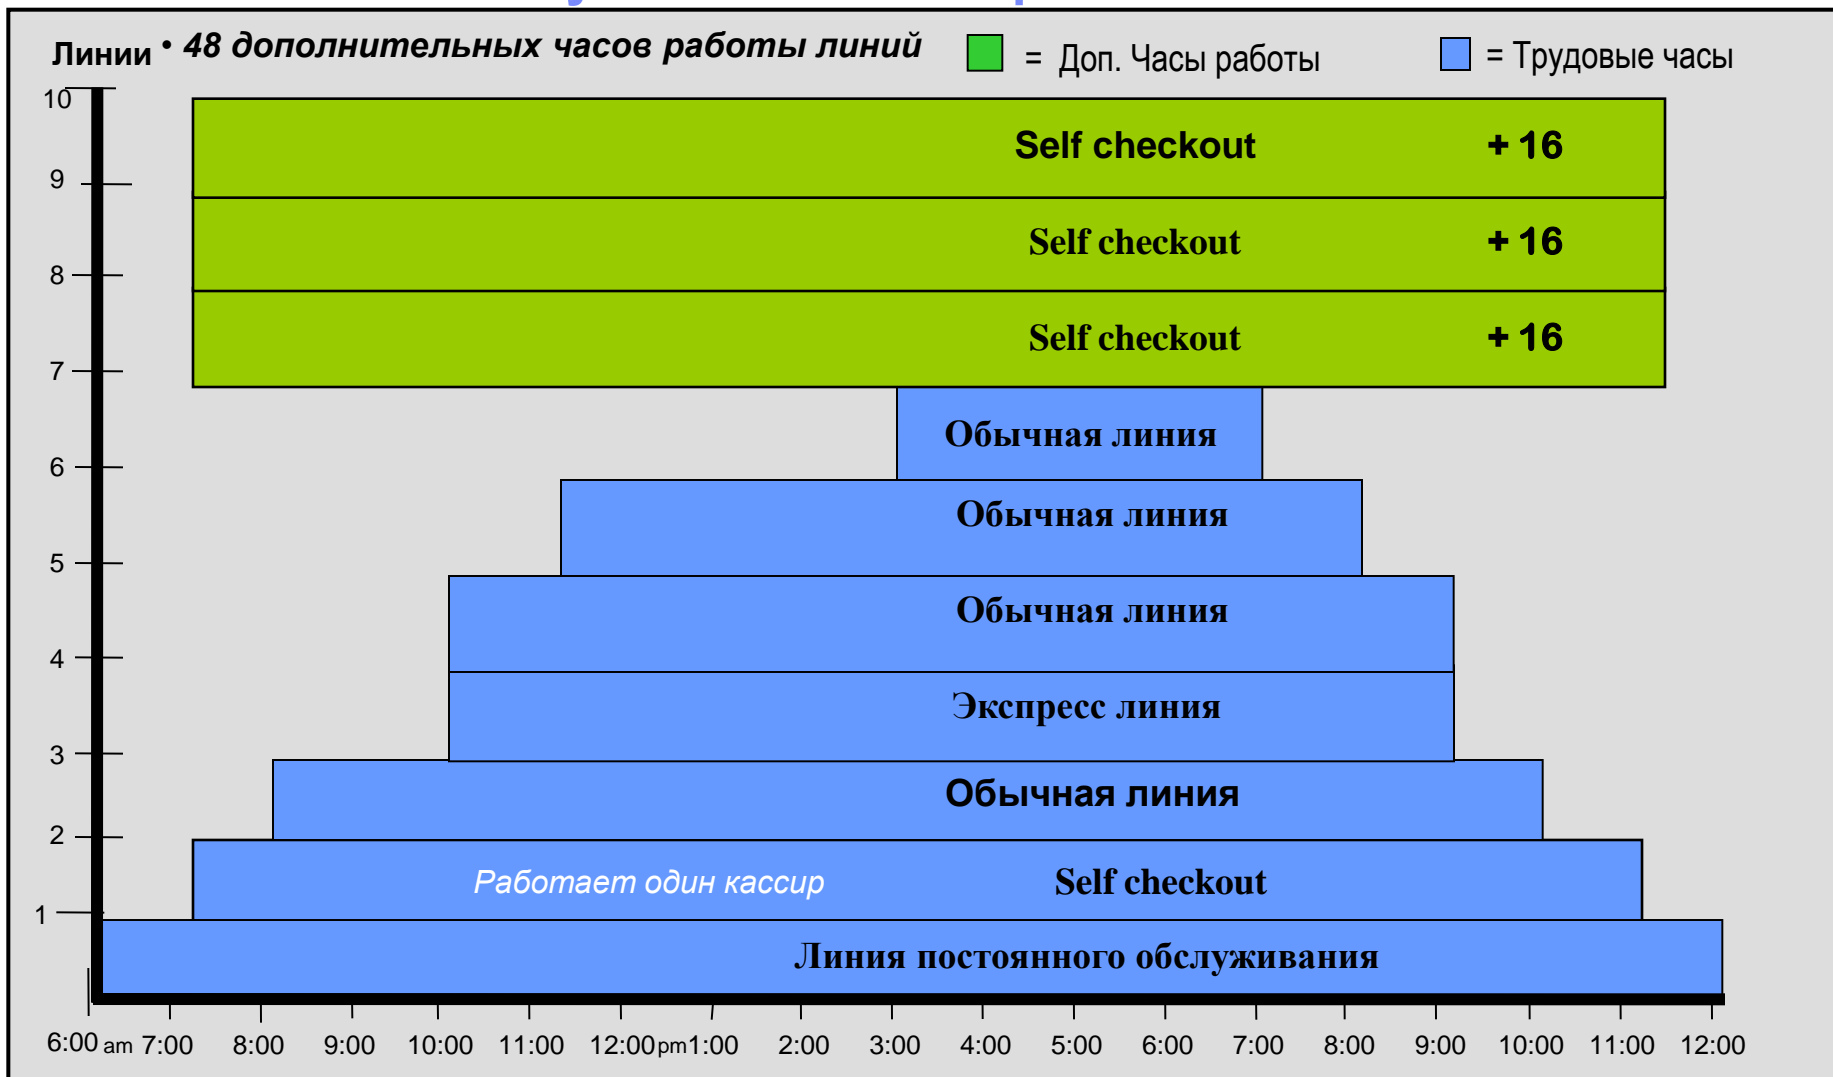 Линии • 48 дополнительных часов работы линий = Доп. Часы работы = Трудовые часы
10
Self checkout + 16
9
Self checkout + 16
8
Self checkout + 16
7
Обычная линия
6
Обычная линия
5
Обычная линия
4
Экспресс линия
3
Обычная линия
2
Работает один кассир Self checkout
1
Линия постоянного обслуживания
6:00 am 7:00 8:00 9:00 10:00 11:00 12:00 pm 1:00 2:00 3:00 4:00 5:00 6:00 7:00 8:00 9:00 10:00 11:00 12:00